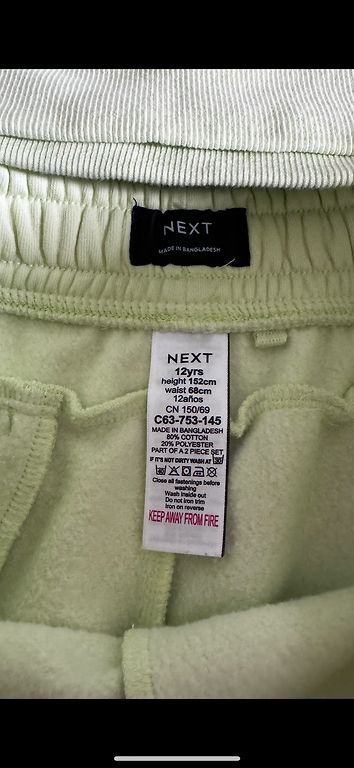 NEXT
MADE IN BANGLADESH
NEXT
12yrs
height 152cm
waist 68cm
12años
CN 150/69
C63-753-145
MADE IN BANGLADESH
80% COTTON
20% POLYESTER
PART OF A 2 PIECE SET
IF IT'S NOT DIRTY WASH AT 30°
Close all fastenings before
washing
Wash inside out
Do not iron trim
Iron on reverse
KEEP AWAY FROM FIRE